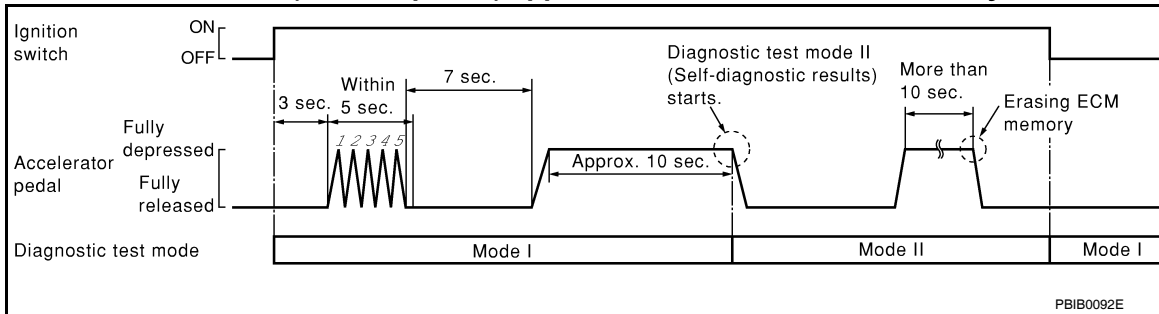 Ignition
switch
ON
OFF
Diagnostic test mode II
(Self-diagnostic results)
starts.
More than
10 sec.
Erasing ECM
memory
3 sec.
Within
5 sec.
7 sec.
1 2 3 4 5
Approx. 10 sec.
Accelerator
pedal
Fully
depressed
Fully
released
Diagnostic test mode
Mode I
Mode II
Mode I
PBIB0092E